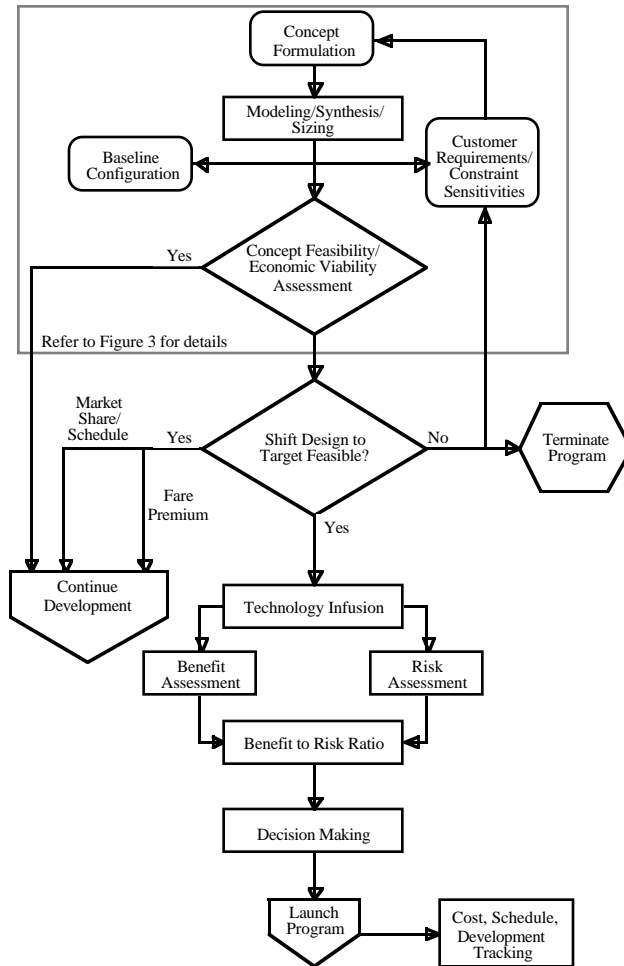 Concept
Formulation
Modeling/Synthesis/
Sizing
Baseline
Configuration
Customer
Requirements/
Constraint
Sensitivities
Yes
Concept Feasibility/
Economic Viability
Assessment
Refer to Figure 3 for details
Market
Share/
Schedule
Yes
Shift Design to
Target Feasible?
No
Terminate
Program
Fare
Premium
Yes
Continue
Development
Technology Infusion
Benefit
Assessment
Risk
Assessment
Benefit to Risk Ratio
Decision Making
Launch
Program
Cost, Schedule,
Development
Tracking